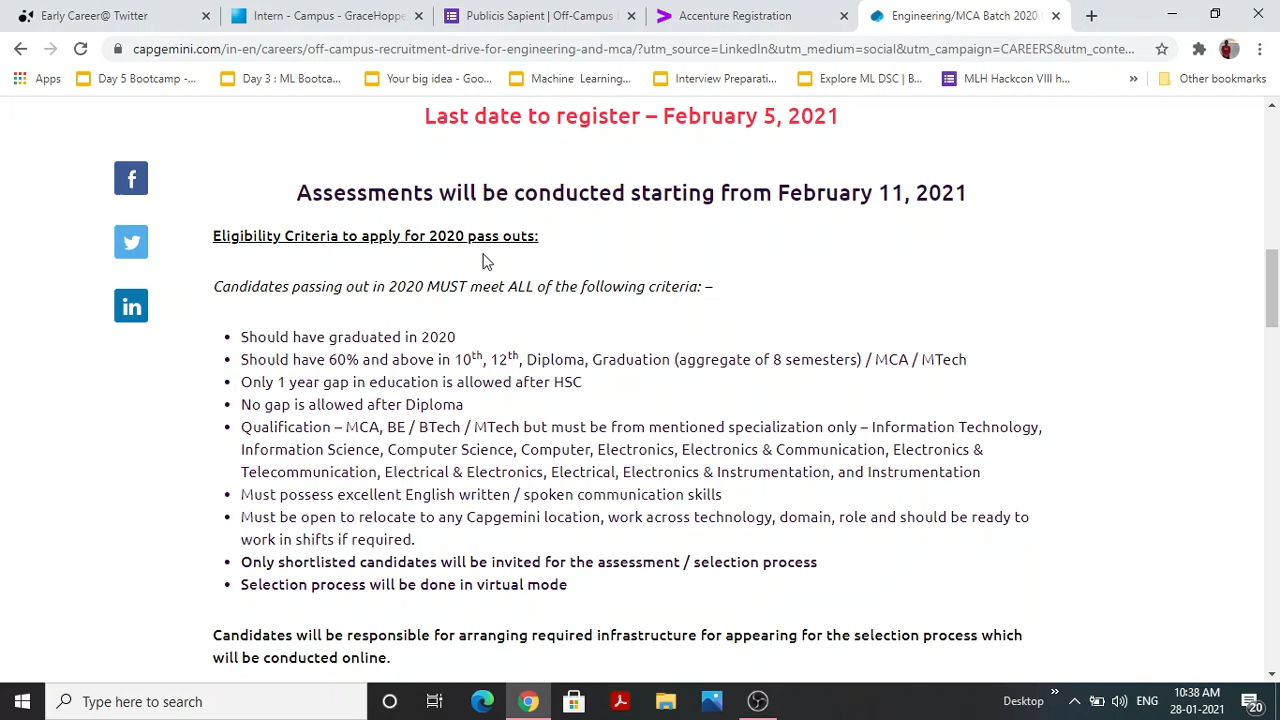 Early Career@ Twitter
Intern - Campus - GraceHope
Publicis Sapient | Off-Campus
Accenture Registration
Engineering/MCA Batch 2020
capgemini.com/in-en/careers/off-campus-recruitment-drive-for-engineering-and-mca/?utm_source=LinkedIn&utm_medium=social&utm_campaign=CAREERS&utm_conte...
Apps
Day 5 Bootcamp -...
Day 3 : ML Bootca...
Your big idea - Goo...
Machine Learning...
Interview Preparati...
Explore ML DSC | B...
MLH Hackcon VIII h...
»
Other bookmarks
Last date to register – February 5, 2021
Assessments will be conducted starting from February 11, 2021
Eligibility Criteria to apply for 2020 pass outs:
Candidates passing out in 2020 MUST meet ALL of the following criteria: –
• Should have graduated in 2020
• Should have 60% and above in 10th, 12th, Diploma, Graduation (aggregate of 8 semesters) / MCA / MTech
• Only 1 year gap in education is allowed after HSC
• No gap is allowed after Diploma
• Qualification – MCA, BE / BTech / MTech but must be from mentioned specialization only – Information Technology,
Information Science, Computer Science, Computer, Electronics, Electronics & Communication, Electronics &
Telecommunication, Electrical & Electronics, Electrical, Electronics & Instrumentation, and Instrumentation
• Must possess excellent English written / spoken communication skills
• Must be open to relocate to any Capgemini location, work across technology, domain, role and should be ready to
work in shifts if required.
• Only shortlisted candidates will be invited for the assessment / selection process
• Selection process will be done in virtual mode
Candidates will be responsible for arranging required infrastructure for appearing for the selection process which
will be conducted online.
Type here to search
Desktop
»
ENG
10:38 AM
28-01-2021
20